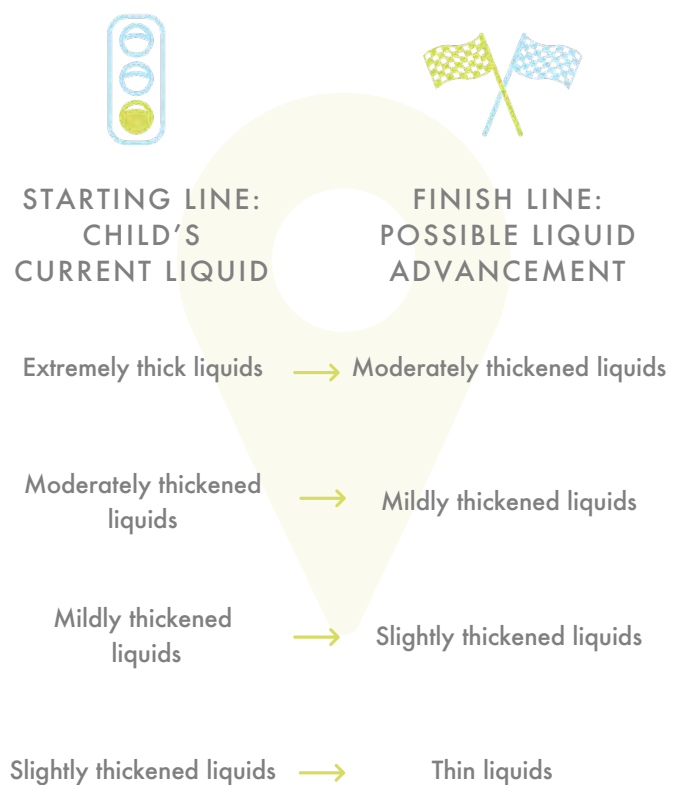 STARTING LINE:
CHILD'S
CURRENT LIQUID
FINISH LINE:
POSSIBLE LIQUID
ADVANCEMENT
Extremely thick liquids
Moderately thickened liquids
Moderately thickened
liquids
Mildly thickened liquids
Mildly thickened
liquids
Slightly thickened liquids
Slightly thickened liquids
Thin liquids